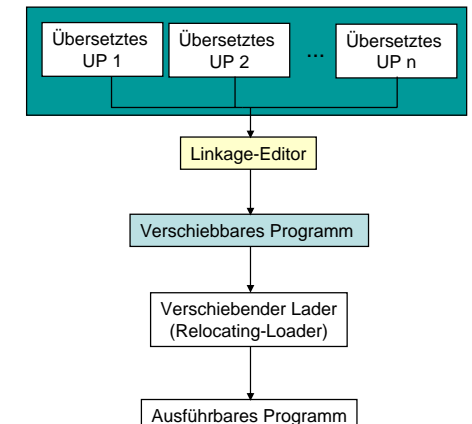 Übersetztes
UP 1
Übersetztes
UP 2
...
Übersetztes
UP n
Linkage-Editor
Verschiebbares Programm
Verschiebender Lader
(Relocating-Loader)
Ausführbares Programm